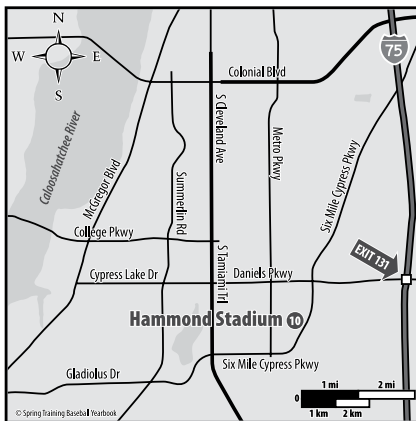 N
W
E
S
75
Colonial Blvd
Caloosahatchee River
McGregor Blvd
Summerlin Rd
S Cleveland Ave
Metro Pkwy
Six Mile Cypress Pkwy
College Pkwy
S Tamiami Trl
EXIT 131
Cypress Lake Dr
Daniels Pkwy
Hammond Stadium 10
Gladiolus Dr
Six Mile Cypress Pkwy
1 mi 2 mi
0
1 km 2 km
© Spring Training Baseball Yearbook